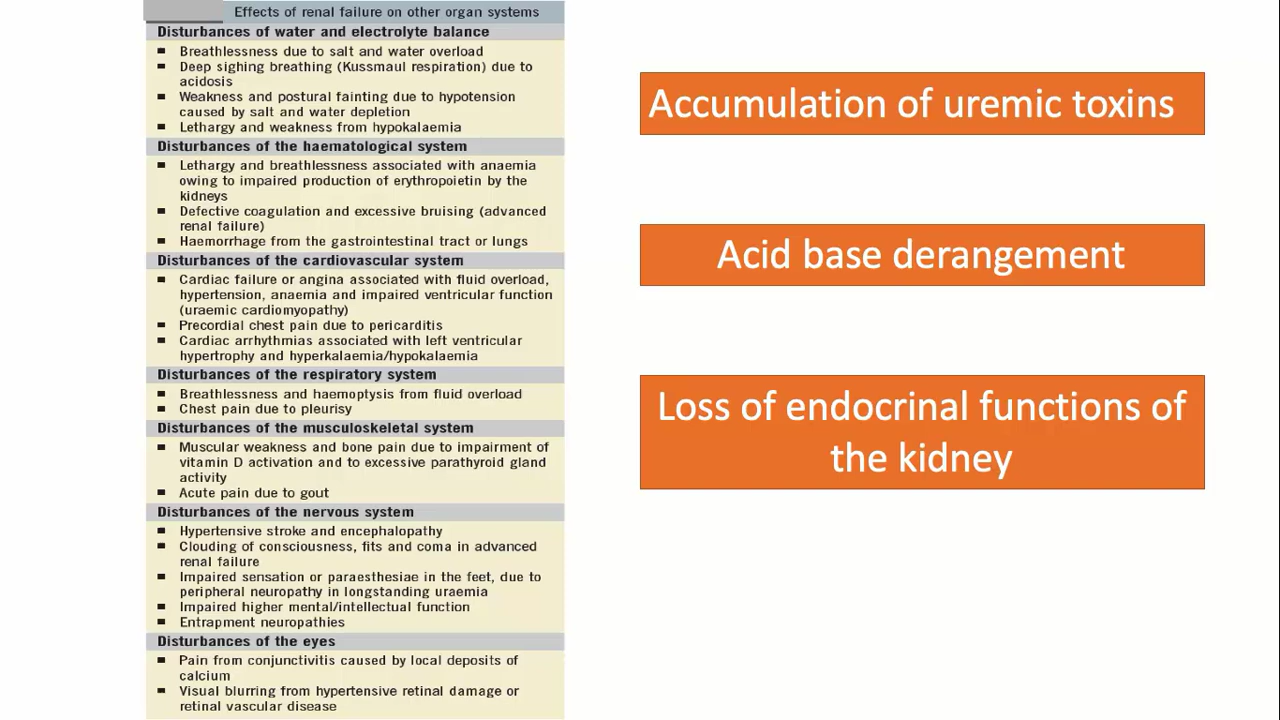 Effects of renal failure on other organ systems
Disturbances of water and electrolyte balance
■ Breathlessness due to salt and water overload
■ Deep sighing breathing (Kussmaul respiration) due to
acidosis
■ Weakness and postural fainting due to hypotension
caused by salt and water depletion
■ Lethargy and weakness from hypokalaemia
Disturbances of the haematological system
■ Lethargy and breathlessness associated with anaemia
owing to impaired production of erythropoietin by the
kidneys
■ Defective coagulation and excessive bruising (advanced
renal failure)
■ Haemorrhage from the gastrointestinal tract or lungs
Disturbances of the cardiovascular system
■ Cardiac failure or angina associated with fluid overload,
hypertension, anaemia and impaired ventricular function
(uraemic cardiomyopathy)
■ Precordial chest pain due to pericarditis
■ Cardiac arrhythmias associated with left ventricular
hypertrophy and hyperkalaemia/hypokalaemia
Disturbances of the respiratory system
■ Breathlessness and haemoptysis from fluid overload
■ Chest pain due to pleurisy
Disturbances of the musculoskeletal system
■ Muscular weakness and bone pain due to impairment of
vitamin D activation and to excessive parathyroid gland
activity
■ Acute pain due to gout
Disturbances of the nervous system
■ Hypertensive stroke and encephalopathy
■ Clouding of consciousness, fits and coma in advanced
renal failure
■ Impaired sensation or paraesthesiae in the feet, due to
peripheral neuropathy in longstanding uraemia
■ Impaired higher mental/intellectual function
■ Entrapment neuropathies
Disturbances of the eyes
■ Pain from conjunctivitis caused by local deposits of
calcium
■ Visual blurring from hypertensive retinal damage or
retinal vascular disease
Accumulation of uremic toxins
Acid base derangement
Loss of endocrinal functions of
the kidney